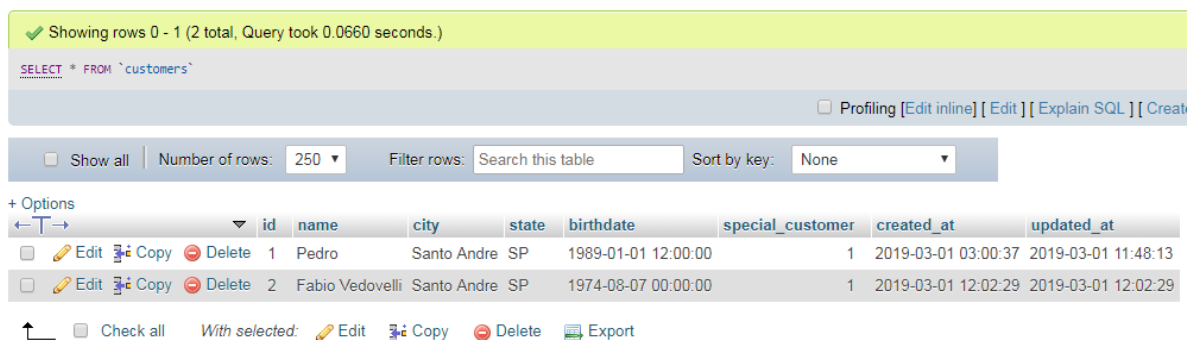 Showing rows 0 - 1 (2 total, Query took 0.0660 seconds.)
SELECT * FROM `customers`
Profiling [Edit inline] [ Edit ] [ Explain SQL ] [ Create
Show all Number of rows: 250 Filter rows: Search this table Sort by key: None
+ Options
id name city state birthdate special_customer created_at updated_at
Edit Copy Delete 1 Pedro Santo Andre SP 1989-01-01 12:00:00 1 2019-03-01 03:00:37 2019-03-01 11:48:13
Edit Copy Delete 2 Fabio Vedovelli Santo Andre SP 1974-08-07 00:00:00 1 2019-03-01 12:02:29 2019-03-01 12:02:29
Check all With selected: Edit Copy Delete Export